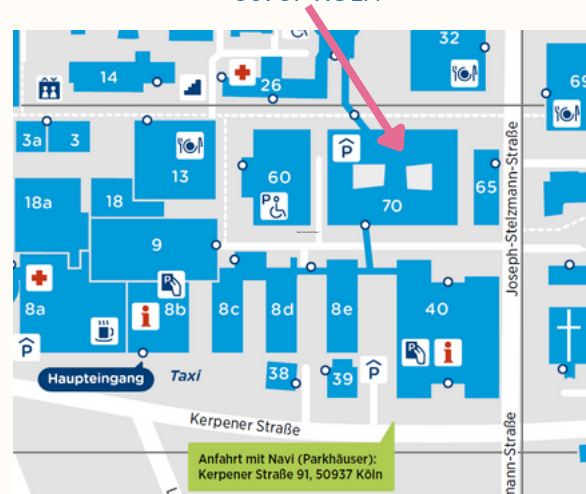 32
14
26
69
3a
3
13
60
P
P
70
65
18a
18
9
8a
8b
8c
8d
8e
40
i
i
P
Haupteingang
Taxi
38
39
P
Kerpener Straße
Joseph-Stelzmann-Straße
mann-Straße
Anfahrt mit Navi (Parkhäuser):
Kerpener Straße 91, 50937 Köln